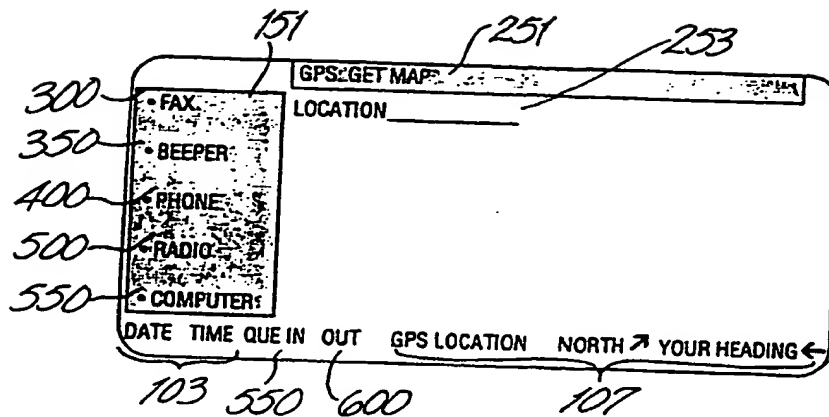 151
251
253
300
GPS:GET MAP
• FAX
LOCATION
350
• BEEPER
400
• PHONE
500
• RADIO
550
• COMPUTER
DATE TIME QUE IN OUT GPS LOCATION NORTH ↗ YOUR HEADING ←
103 550 600 107